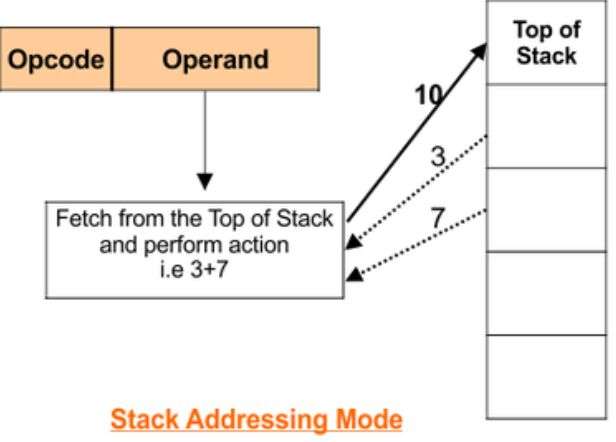 Opcode
Operand
Top of
Stack
10
3
7
Fetch from the Top of Stack
and perform action
i.e 3+7
Stack Addressing Mode